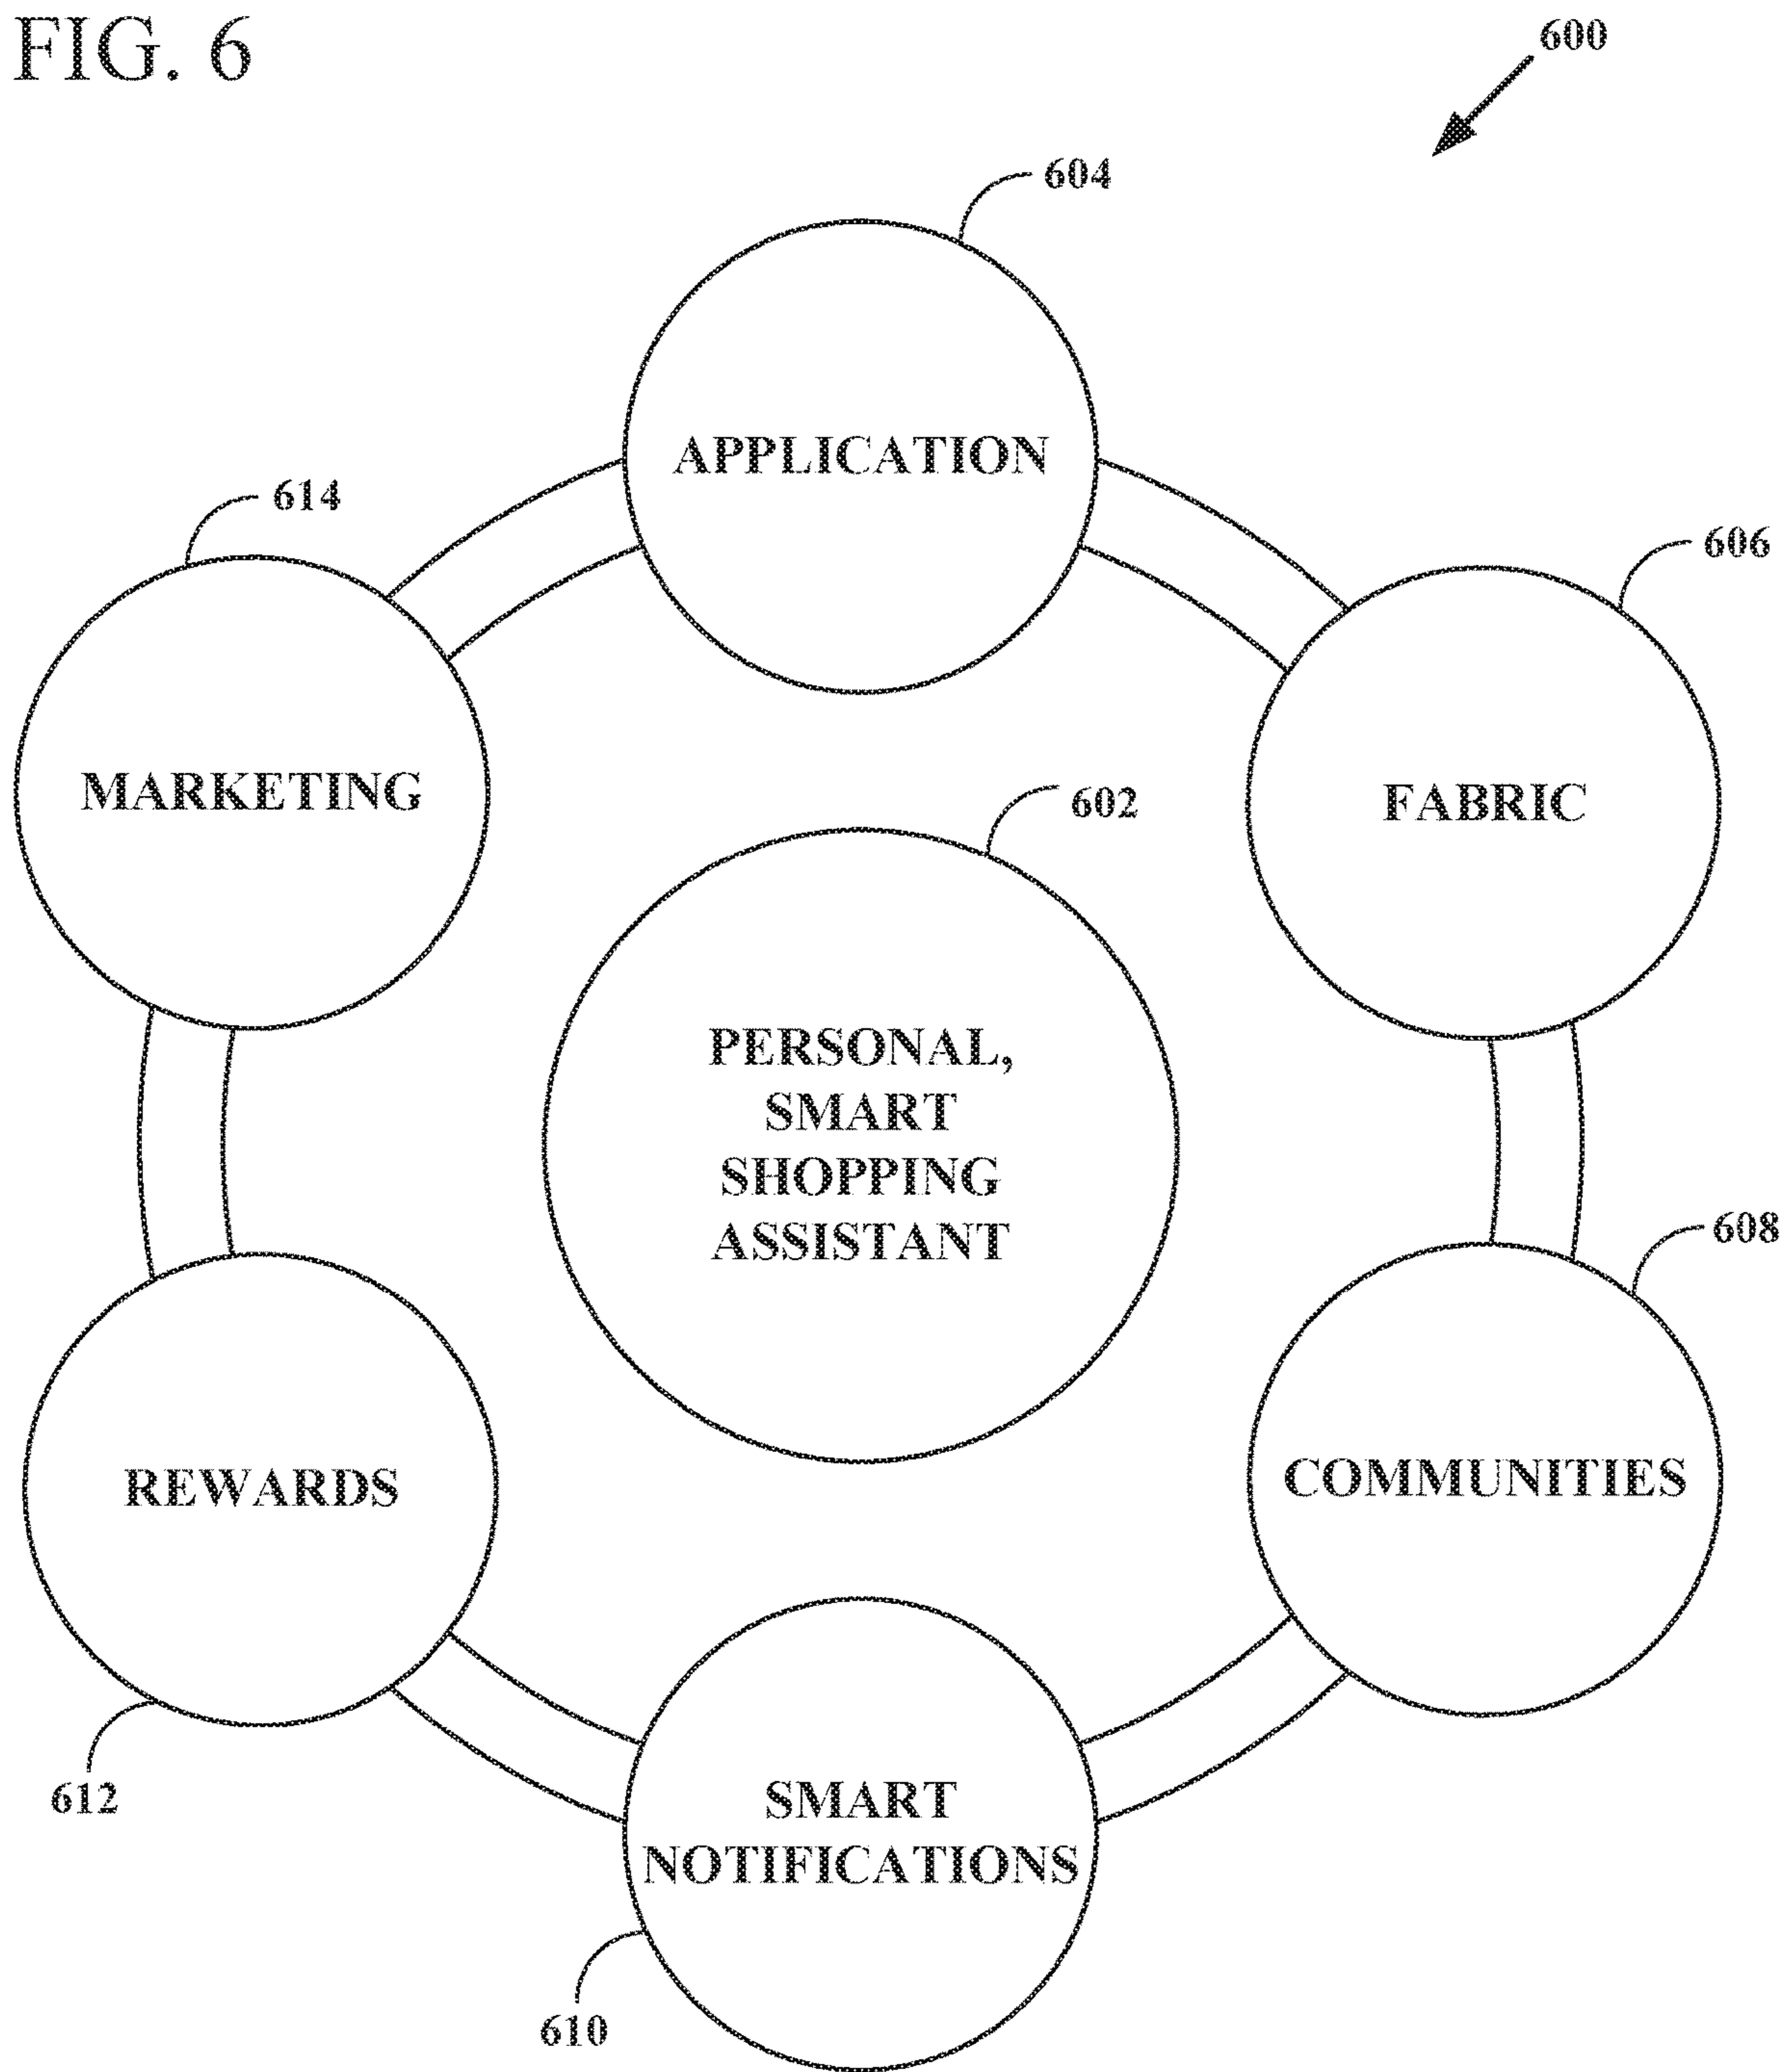 FIG. 6
600
604
APPLICATION
614
606
MARKETING
FABRIC
602
PERSONAL,
SMART
SHOPPING
ASSISTANT
608
REWARDS
COMMUNITIES
612
SMART
NOTIFICATIONS
610